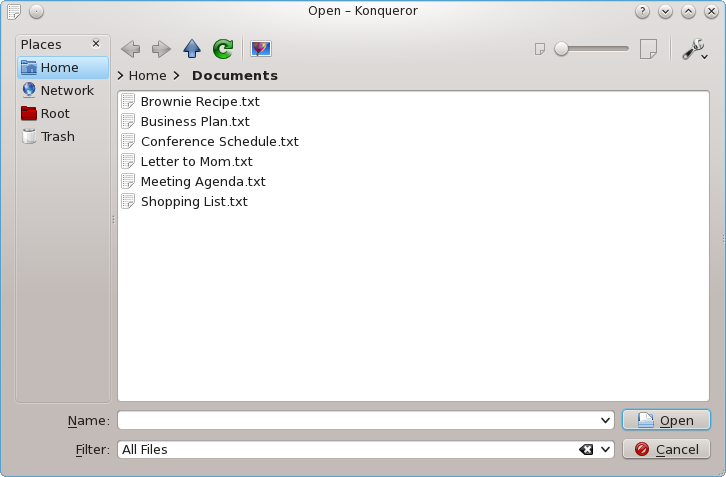 Open – Konqueror
Places
Home
Network
Root
Trash
Home
Documents
Brownie Recipe.txt
Business Plan.txt
Conference Schedule.txt
Letter to Mom.txt
Meeting Agenda.txt
Shopping List.txt
Name:
Open
Filter:
All Files
Cancel